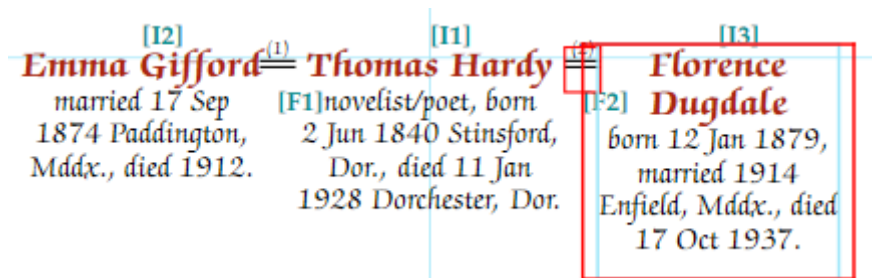 [I2]
Emma Gifford
married 17 Sep
1874 Paddington,
Mddx., died 1912.
(1)
[I1]
Thomas Hardy
[F1]
novelist/poet, born
2 Jun 1840 Stinsford,
Dor., died 11 Jan
1928 Dorchester, Dor.
(2)
[F2]
[I3]
Florence
Dugdale
born 12 Jan 1879,
married 1914
Enfield, Mddx., died
17 Oct 1937.